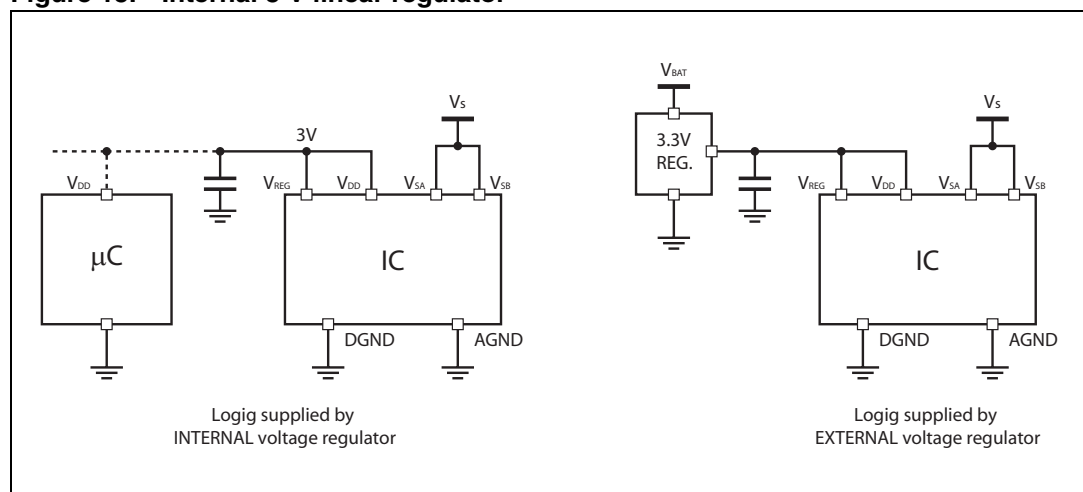 Figure Internal 3 V linear regulator
VBAT
Vs
Vs
3V
3.3V
REG.
VDD
VREG
VDD
VSA
VSB
VREG
VDD
VSA
VSB
μC
IC
IC
DGND
AGND
DGND
AGND
Logig supplied by
INTERNAL voltage regulator
Logig supplied by
EXTERNAL voltage regulator